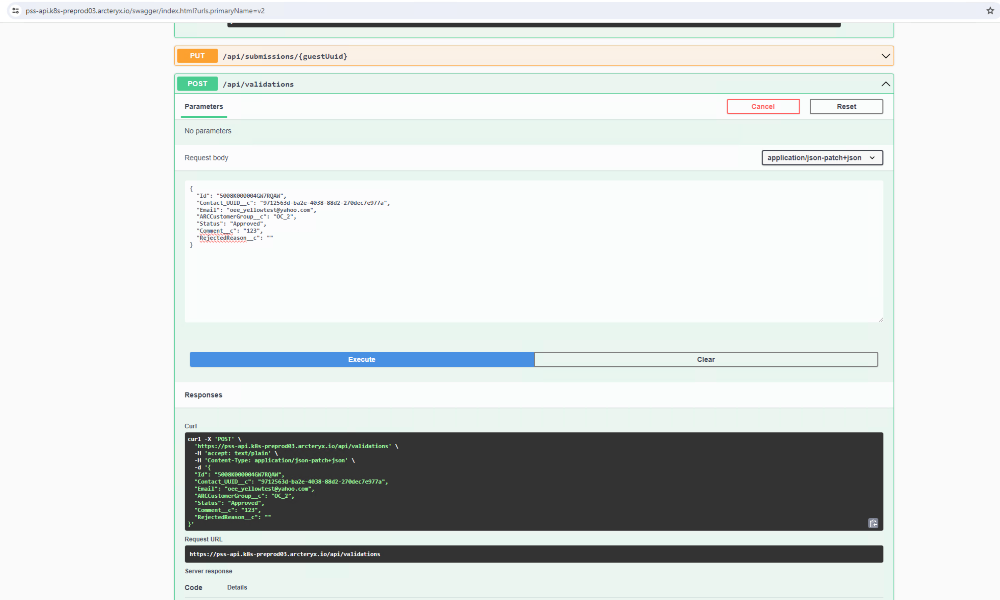 pss-api.k8s-preprod03.arcteryx.io/swagger/index.html?urls.primaryName=v2
PUT /api/submissions/{guestUuid}
POST /api/validations
Parameters
Cancel
Reset
No parameters
Request body
application/json-patch+json
{
  "Id": "5008K000004GW7RQAW",
  "Contact_UUID__c": "9712563d-ba2e-4038-88d2-270dec7e977a",
  "Email": "oee_yellowtest@yahoo.com",
  "ARCCustomerGroup__c": "OC_2",
  "Status": "Approved",
  "Comment__c": "123",
  "RejectedReason__c": ""
}
Execute
Clear
Responses
Curl
curl -X 'POST' \
  'https://pss-api.k8s-preprod03.arcteryx.io/api/validations' \
  -H 'accept: text/plain' \
  -H 'Content-Type: application/json-patch+json' \
  -d '{
  "Id": "5008K000004GW7RQAW",
  "Contact_UUID__c": "9712563d-ba2e-4038-88d2-270dec7e977a",
  "Email": "oee_yellowtest@yahoo.com",
  "ARCCustomerGroup__c": "OC_2",
  "Status": "Approved",
  "Comment__c": "123",
  "RejectedReason__c": ""
}'
Request URL
https://pss-api.k8s-preprod03.arcteryx.io/api/validations
Server response
Code Details